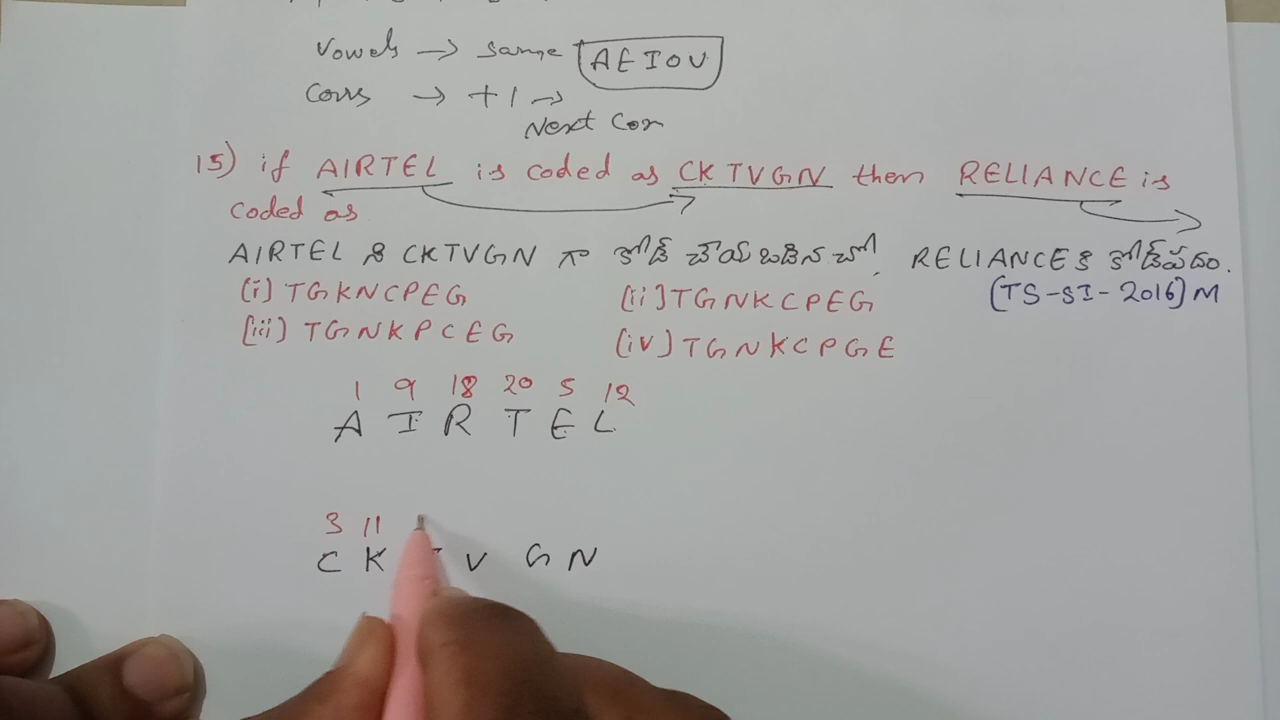 Vowels → same AEIOU
Cons → +1 →
Next Con
15) if AIRTEL is coded as CKTVGN then RELIANCE is
coded as
AIRTEL ని CKTVGN గా కోడ్ చేయబడిన చో RELIANCE కి కోడ్‌పదం.
(i) TGKNCPEG (ii) TGNKCPEG (TS-SI-2016) M
(iii) TGNKPCEG (iv) TGNKCPGE
1 9 18 20 5 12
A I R T E L
3 11
C K T V G N